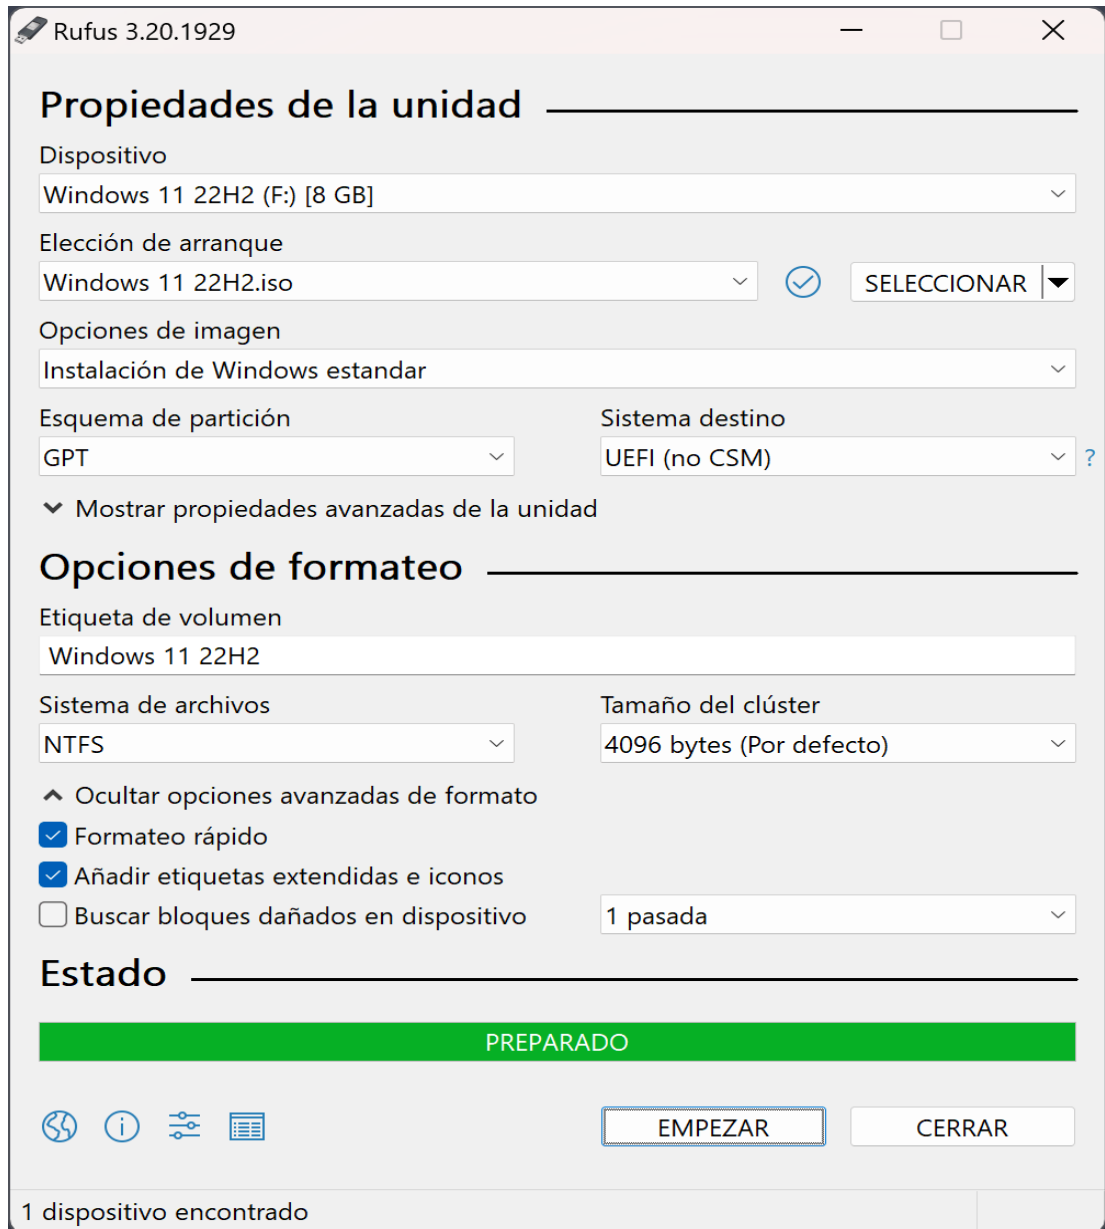 Rufus 3.20.1929
Propiedades de la unidad
Dispositivo
Windows 11 22H2 (F:) [8 GB]
Elección de arranque
Windows 11 22H2.iso
SELECCIONAR
Opciones de imagen
Instalación de Windows estandar
Esquema de partición
Sistema destino
GPT
UEFI (no CSM)
?
Mostrar propiedades avanzadas de la unidad
Opciones de formateo
Etiqueta de volumen
Windows 11 22H2
Sistema de archivos
Tamaño del clúster
NTFS
4096 bytes (Por defecto)
Ocultar opciones avanzadas de formato
Formateo rápido
Añadir etiquetas extendidas e iconos
Buscar bloques dañados en dispositivo
1 pasada
Estado
PREPARADO
EMPEZAR
CERRAR
1 dispositivo encontrado